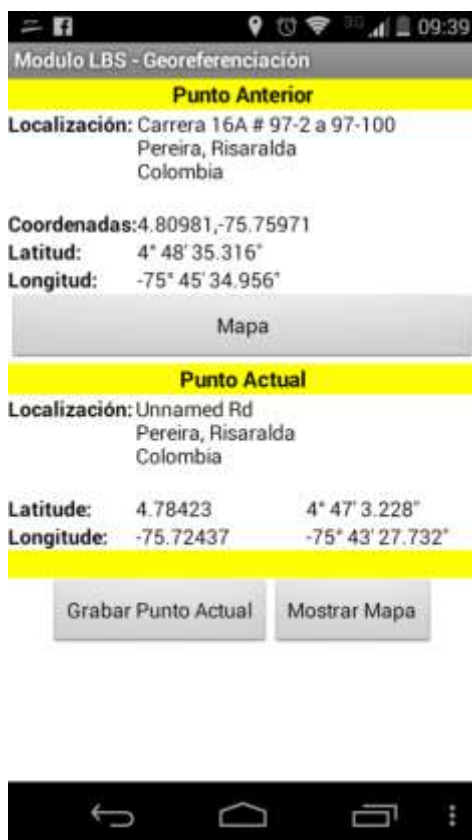 3G 09:39
Modulo LBS - Georeferenciación
Punto Anterior
Localización: Carrera 16A # 97-2 a 97-100
Pereira, Risaralda
Colombia
Coordenadas:4.80981,-75.75971
Latitud: 4° 48' 35.316"
Longitud: -75° 45' 34.956"
Mapa
Punto Actual
Localización: Unnamed Rd
Pereira, Risaralda
Colombia
Latitude: 4.78423 4° 47' 3.228"
Longitude: -75.72437 -75° 43' 27.732"
Grabar Punto Actual Mostrar Mapa